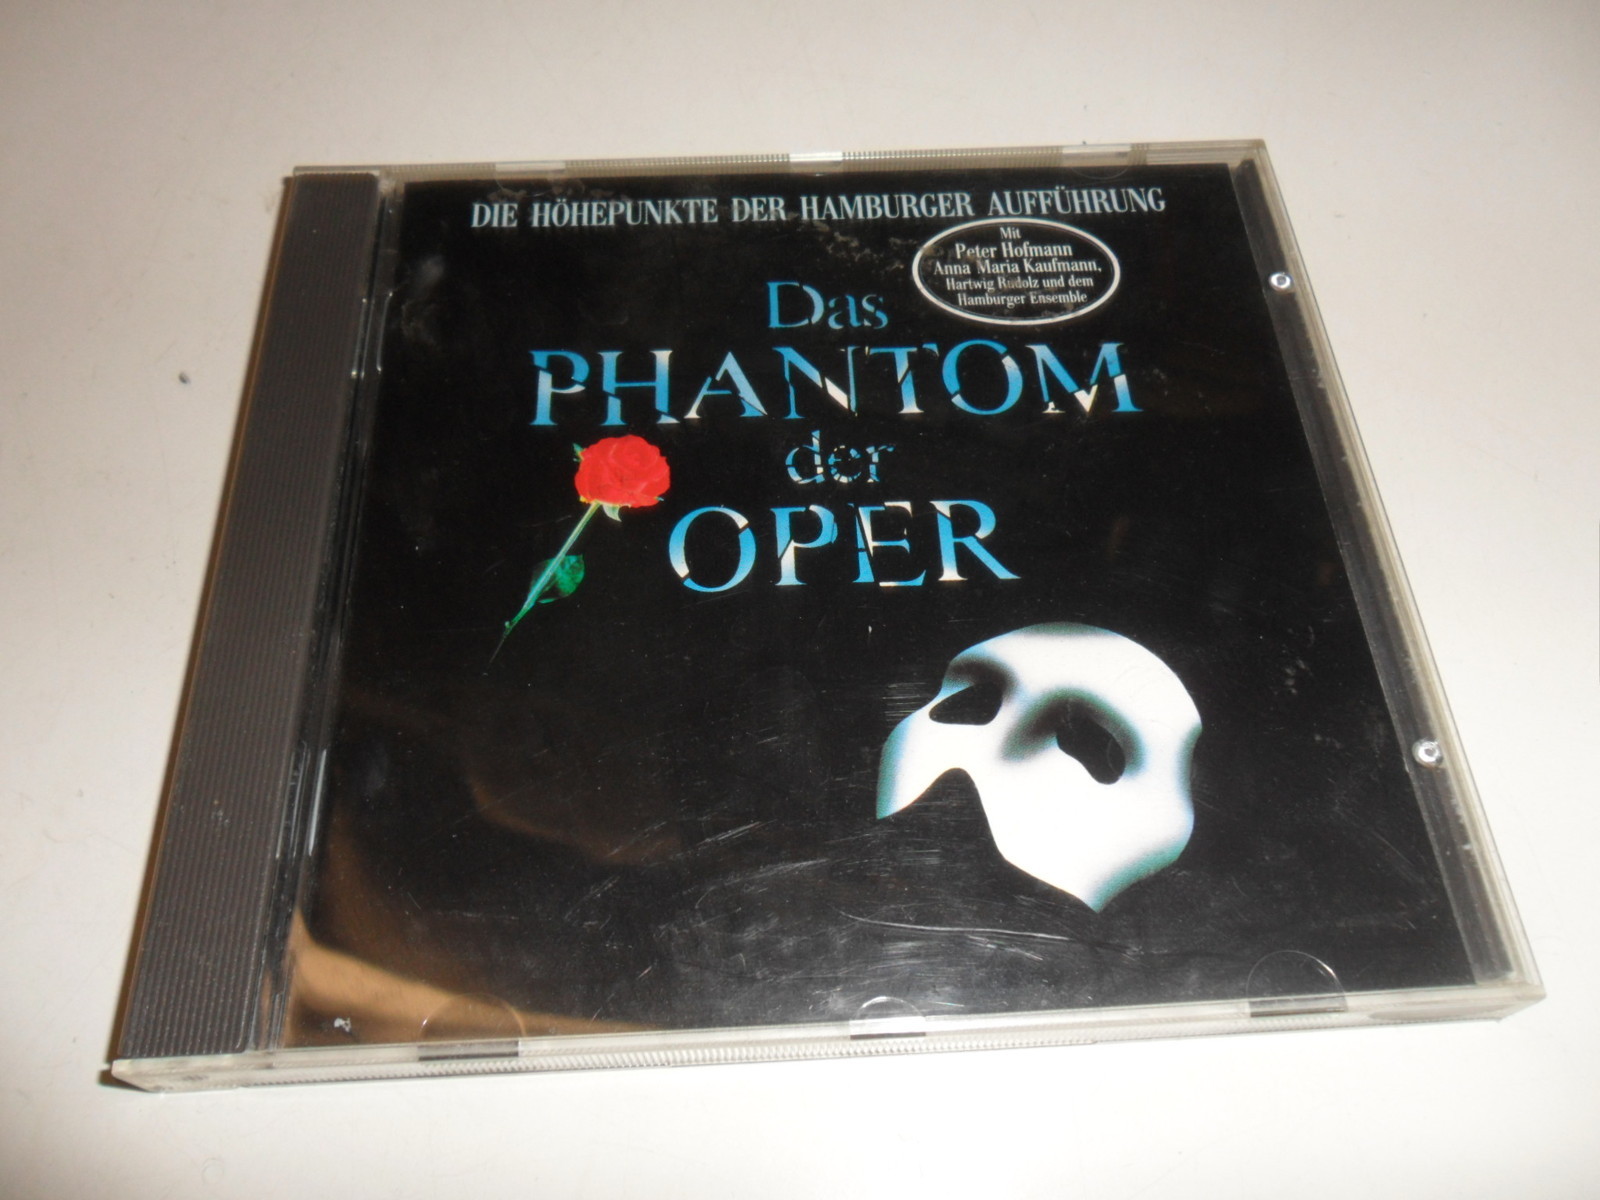 DIE HÖHEPUNKTE DER HAMBURGER AUFFÜHRUNG
Mit
Peter Hofmann
Anna Maria Kaufmann,
Hartwig Rudolz und dem
Hamburger Ensemble
Das
PHANTOM
der
OPER